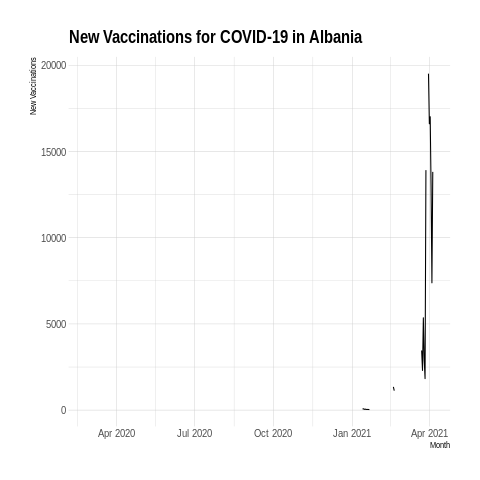 New Vaccinations for COVID-19 in Albania
New Vaccinations
20000
15000
10000
5000
0
Apr 2020 Jul 2020 Oct 2020 Jan 2021 Apr 2021
Month